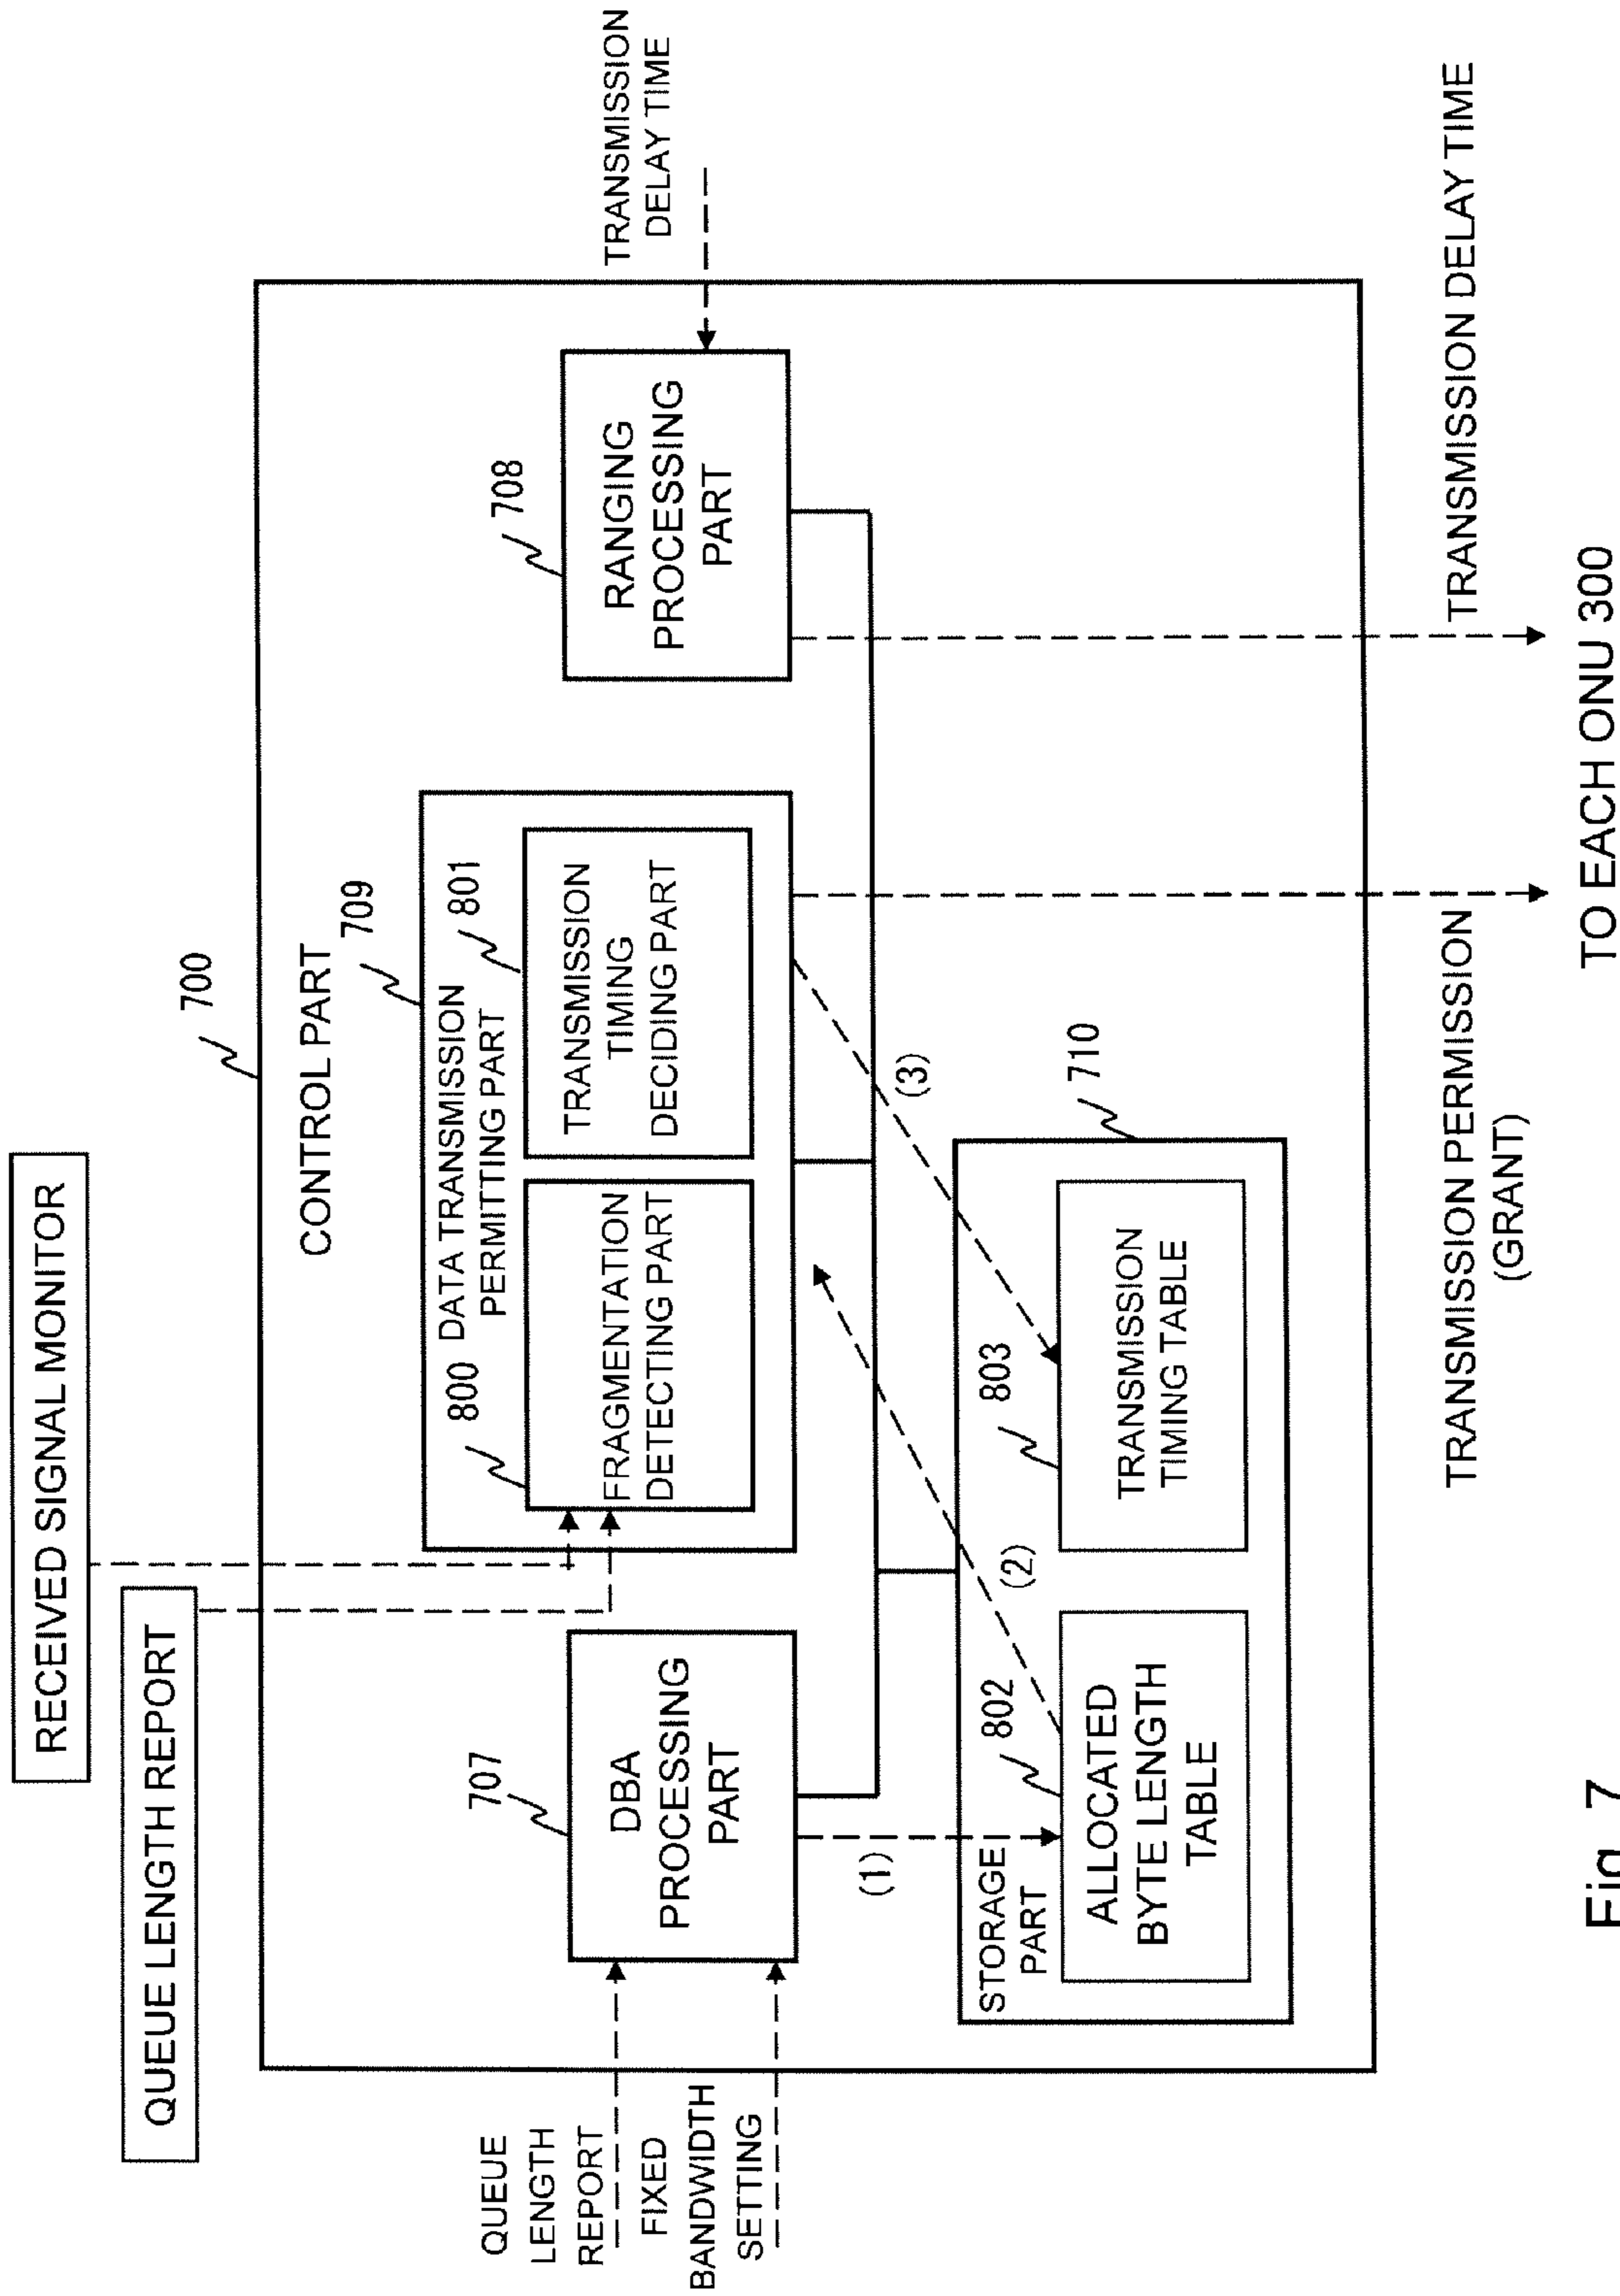 RECEIVED SIGNAL MONITOR
QUEUE LENGTH REPORT
700
CONTROL PART
709
DATA TRANSMISSION
PERMITTING PART
800
FRAGMENTATION
DETECTING PART
801
TRANSMISSION
TIMING
DECIDING PART
707
DBA
PROCESSING
PART
708
RANGING
PROCESSING
PART
TRANSMISSION
DELAY TIME
QUEUE
LENGTH
REPORT
FIXED
BANDWIDTH
SETTING
(1)
(2)
(3)
710
STORAGE
PART
802
ALLOCATED
BYTE LENGTH
TABLE
803
TRANSMISSION
TIMING TABLE
TRANSMISSION PERMISSION
(GRANT)
TRANSMISSION DELAY TIME
TO EACH ONU 300
Fig. 7